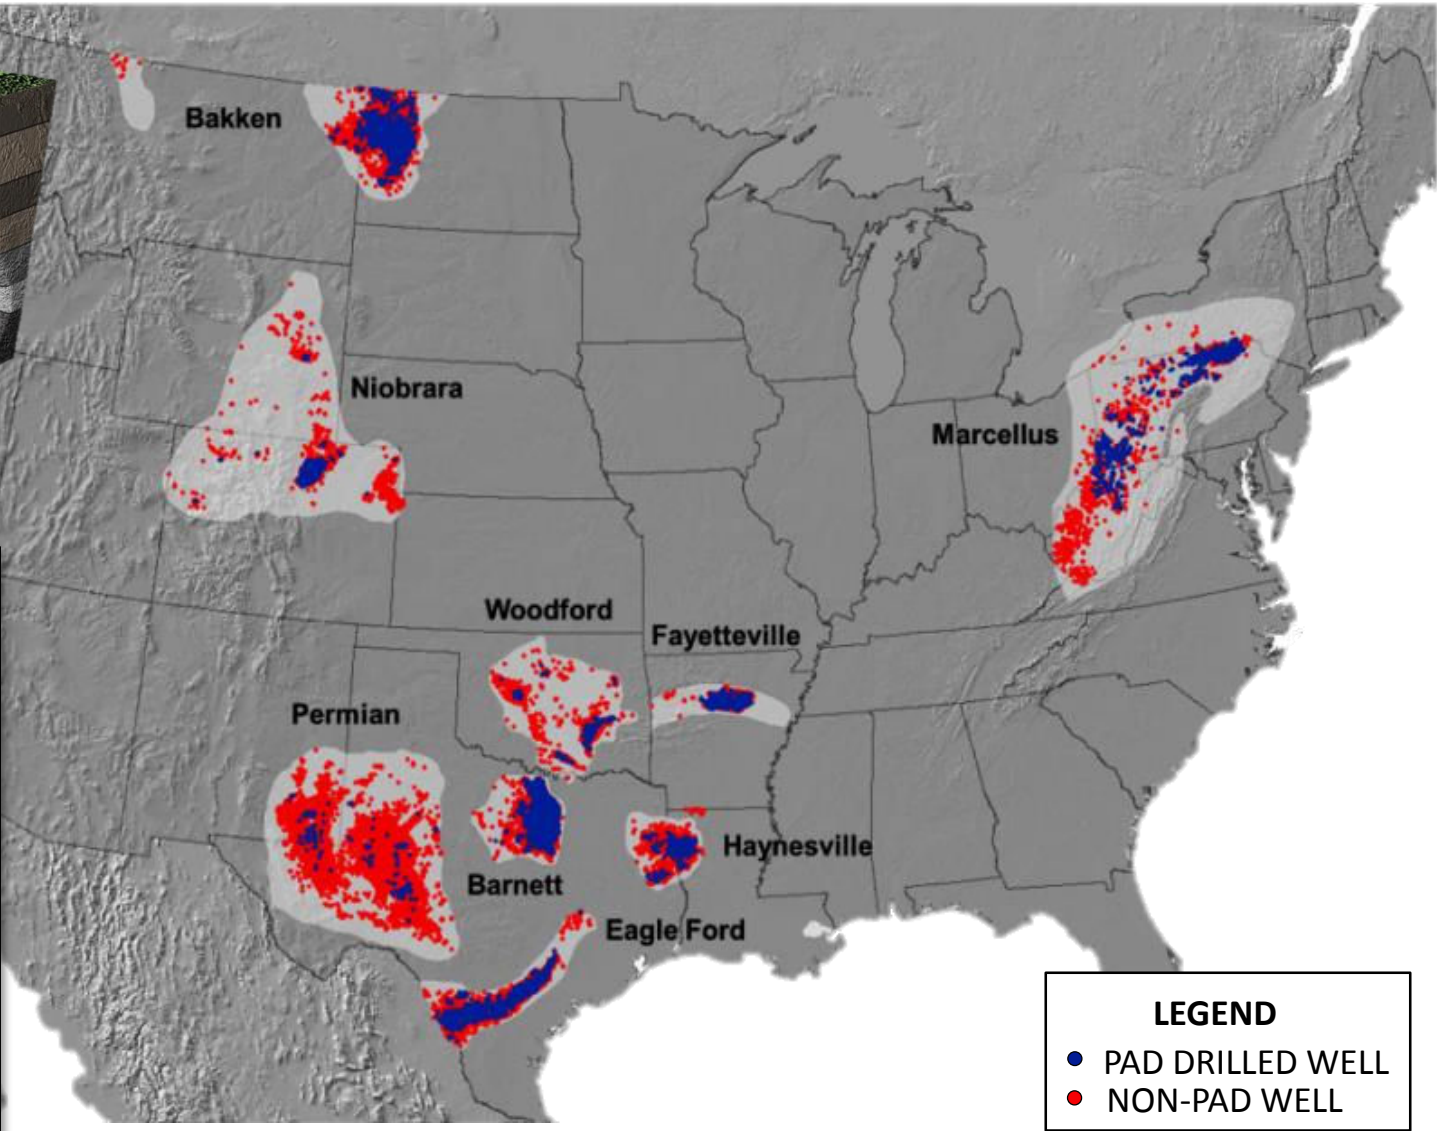 Bakken
Niobrara
Marcellus
Woodford
Fayetteville
Permian
Haynesville
Barnett
Eagle Ford
LEGEND
PAD DRILLED WELL
NON-PAD WELL